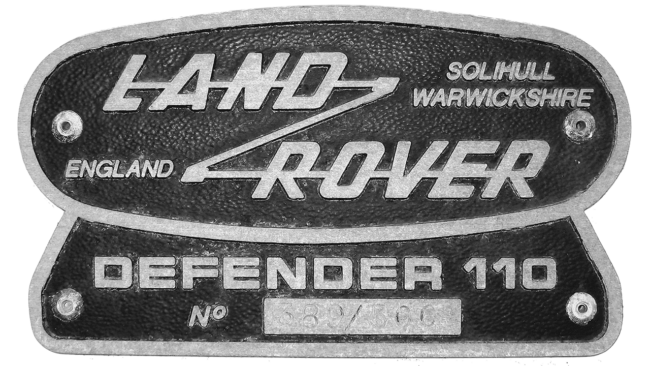 LAND
SOLIHULL
WARWICKSHIRE
ENGLAND
ROVER
DEFENDER 110
Nº